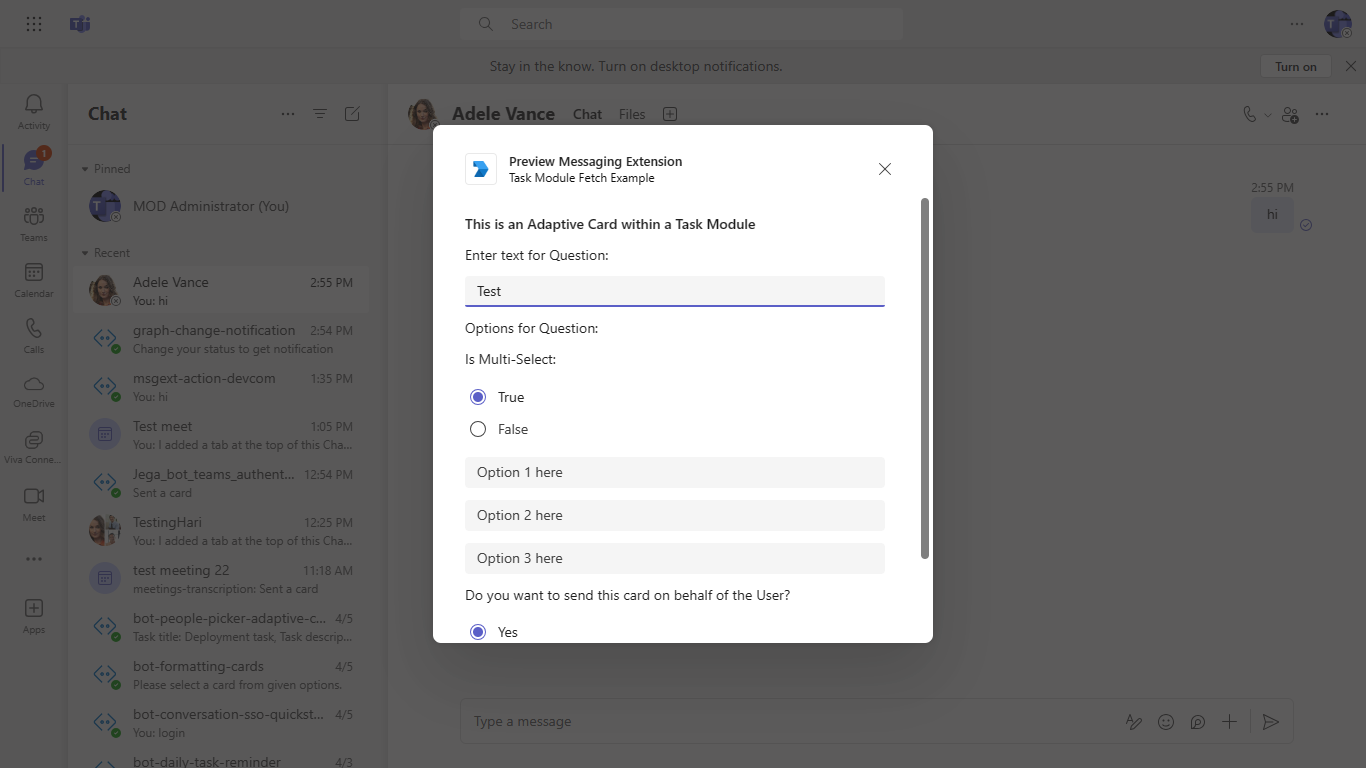 Search
Stay in the know. Turn on desktop notifications.
Turn on
Activity
1
Chat
Teams
Calendar
Calls
OneDrive
Viva Conne...
Meet
Apps
Chat
Pinned
MOD Administrator (You)
Recent
Adele Vance 2:55 PM
You: hi
graph-change-notification 2:54 PM
Change your status to get notification
msgext-action-devcom 1:35 PM
You: hi
Test meet 1:05 PM
You: I added a tab at the top of this Cha...
Jega_bot_teams_authent... 12:54 PM
Sent a card
TestingHari 12:25 PM
You: I added a tab at the top of this Cha...
test meeting 22 11:18 AM
meetings-transcription: Sent a card
bot-people-picker-adaptive-c... 4/5
Task title: Deployment task, Task descrip...
bot-formatting-cards 4/5
Please select a card from given options.
bot-conversation-sso-quickst... 4/5
You: login
bot-daily-task-reminder 4/3
Adele Vance Chat Files
2:55 PM
hi
Preview Messaging Extension
Task Module Fetch Example
This is an Adaptive Card within a Task Module
Enter text for Question:
Test
Options for Question:
Is Multi-Select:
True
False
Option 1 here
Option 2 here
Option 3 here
Do you want to send this card on behalf of the User?
Yes
Type a message